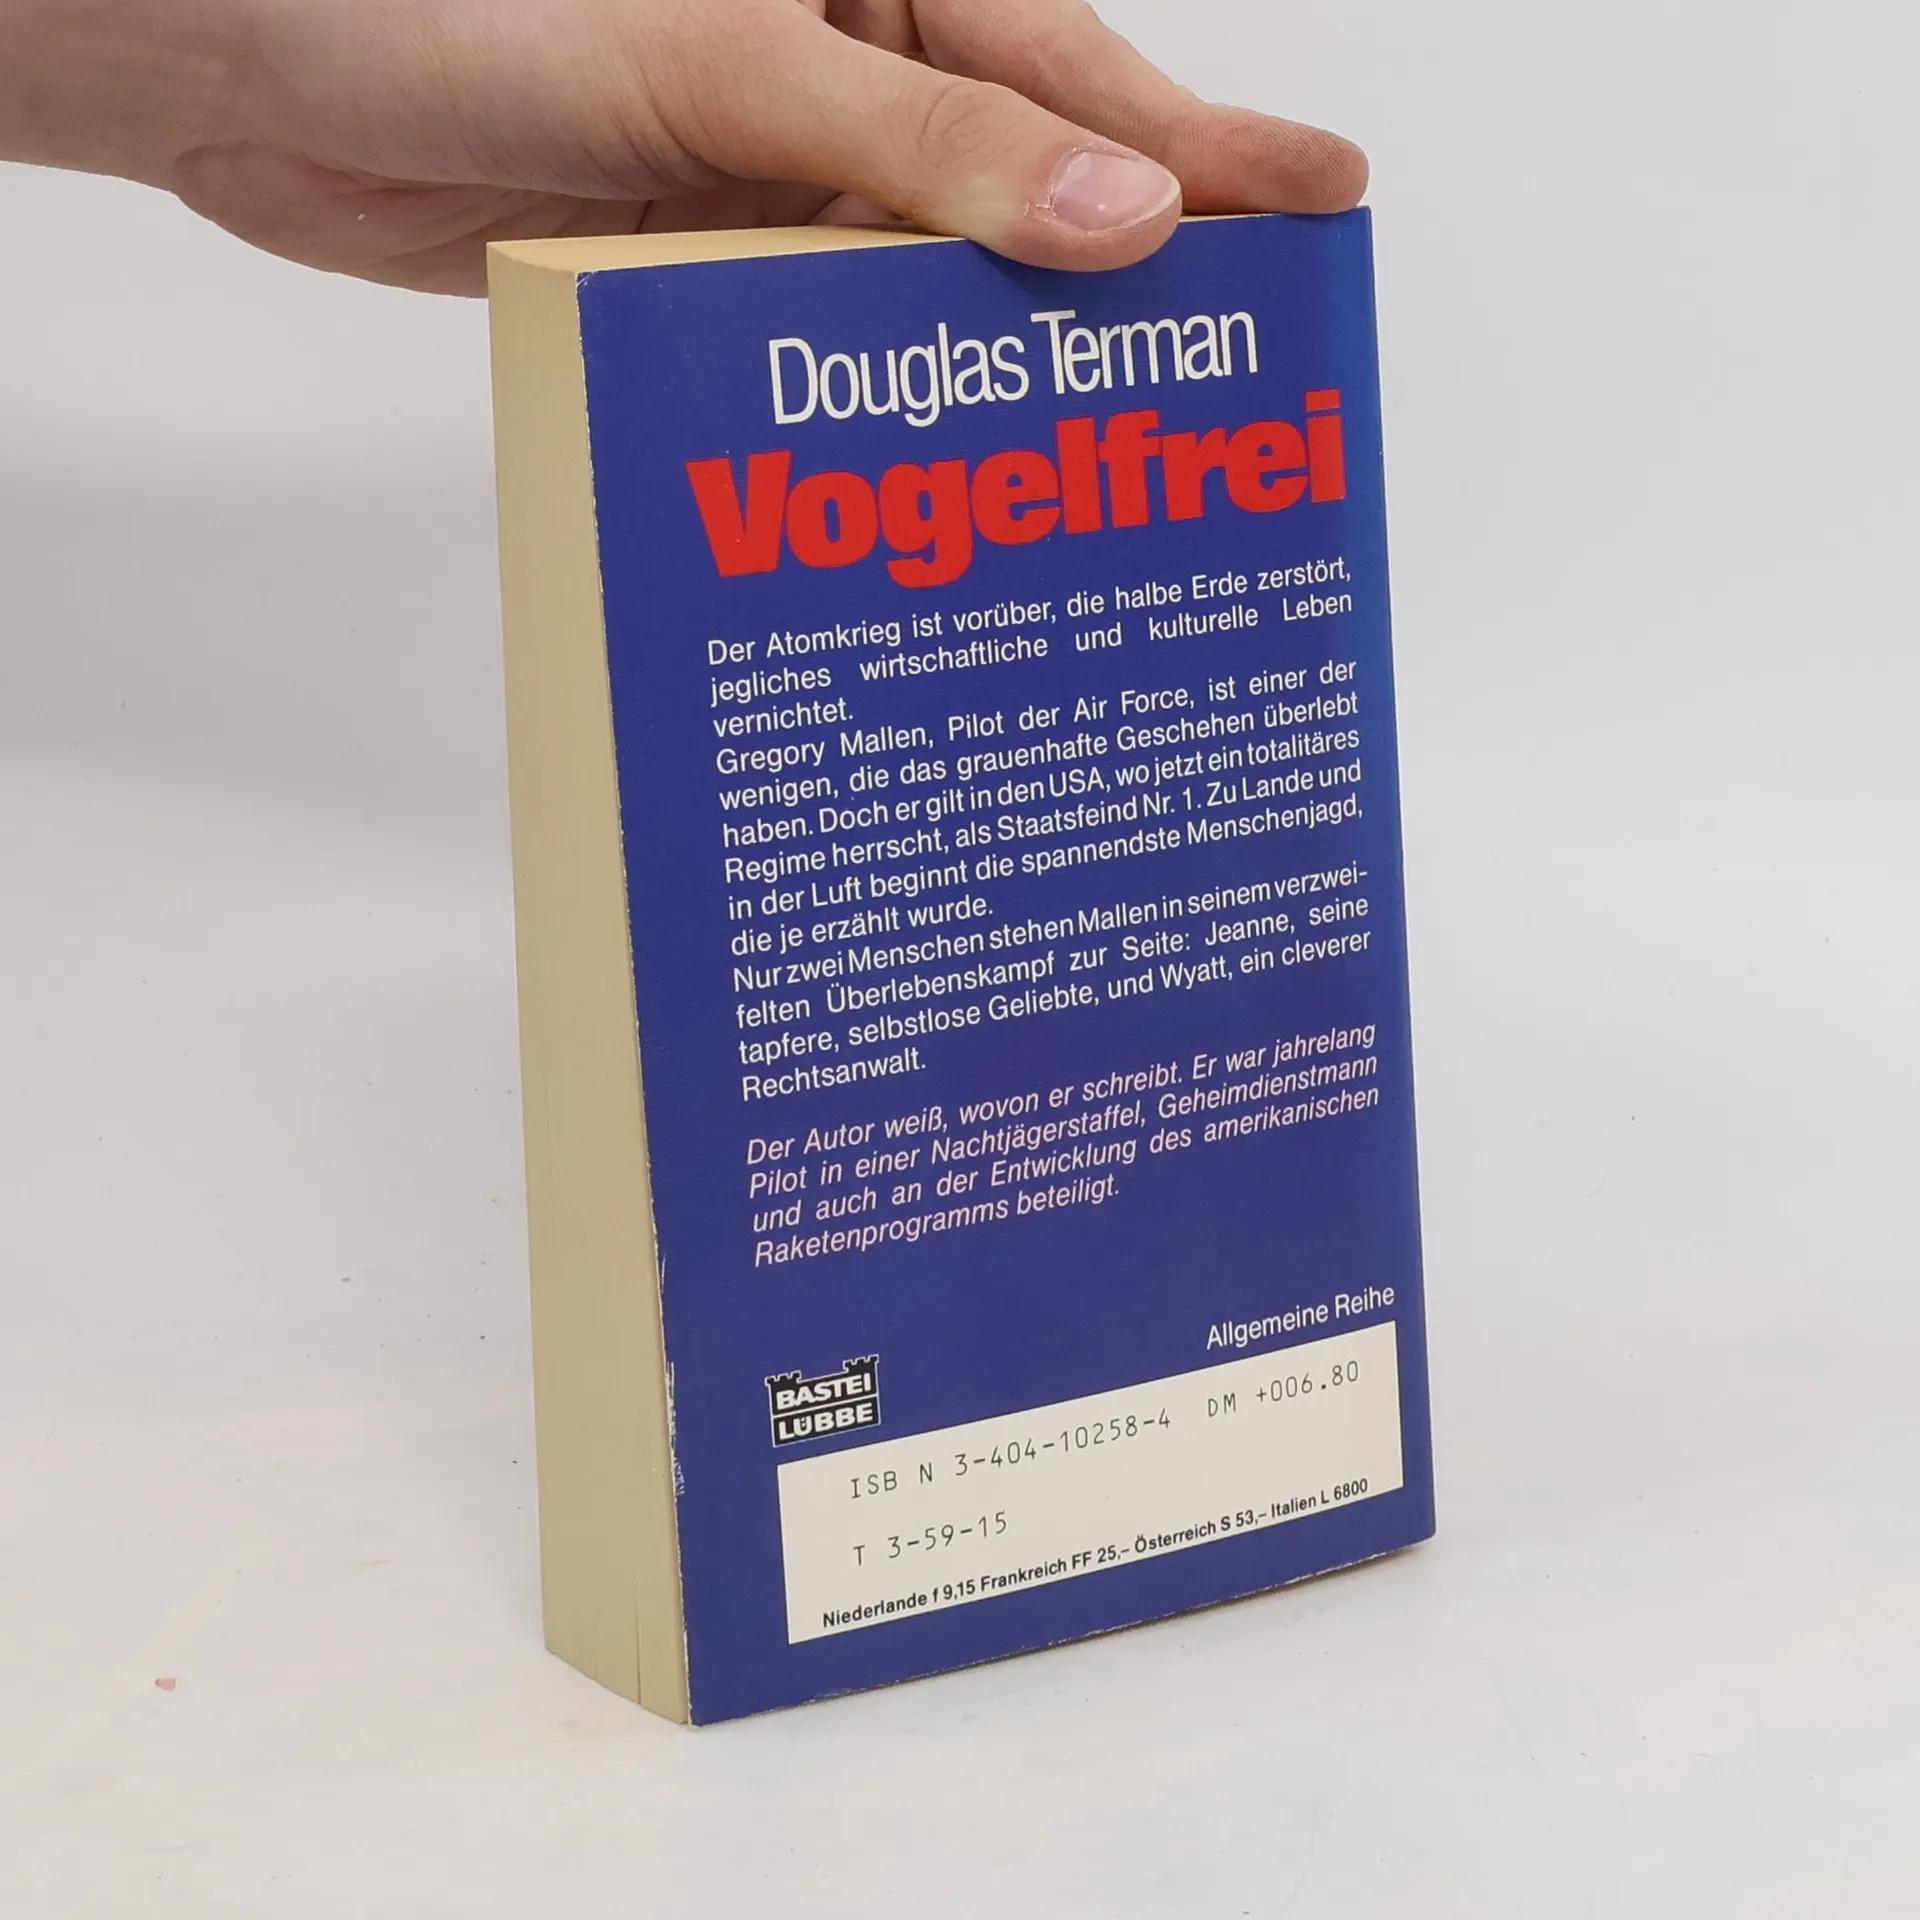 Douglas Terman
Vogelfrei
Der Atomkrieg ist vorüber, die halbe Erde zerstört,
jegliches wirtschaftliche und kulturelle Leben
vernichtet.
Gregory Mallen, Pilot der Air Force, ist einer der
wenigen, die das grauenhafte Geschehen überlebt
haben. Doch er gilt in den USA, wo jetzt ein totalitäres
Regime herrscht, als Staatsfeind Nr. 1. Zu Lande und
in der Luft beginnt die spannendste Menschenjagd,
die je erzählt wurde.
Nur zwei Menschen stehen Mallen in seinem verzwei-
felten Überlebenskampf zur Seite: Jeanne, seine
tapfere, selbstlose Geliebte, und Wyatt, ein cleverer
Rechtsanwalt.
Der Autor weiß, wovon er schreibt. Er war jahrelang
Pilot in einer Nachtjägerstaffel, Geheimdienstmann
und auch an der Entwicklung des amerikanischen
Raketenprogramms beteiligt.
Allgemeine Reihe
BASTEI
LÜBBE
ISB N 3-404-10258-4 DM +006.80
T 3-59-15
Niederlande f 9,15 Frankreich FF 25,– Österreich S 53,– Italien L 6800